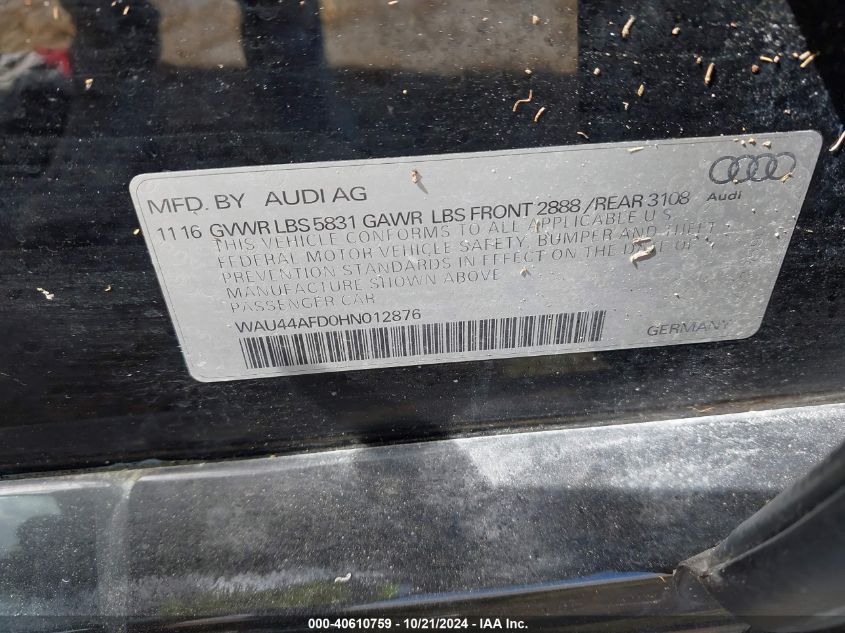 MFD. BY AUDI AG
Audi
11 16 GVWR LBS 5831 GAWR LBS FRONT 2888 / REAR 3108
THIS VEHICLE CONFORMS TO ALL APPLICABLE U.S.
FEDERAL MOTOR VEHICLE SAFETY, BUMPER AND THEFT
PREVENTION STANDARDS IN EFFECT ON THE DATE OF
MANUFACTURE SHOWN ABOVE
PASSENGER CAR
WAU44AFD0HN012876
GERMANY
000-40610759 - 10/21/2024 - IAA Inc.